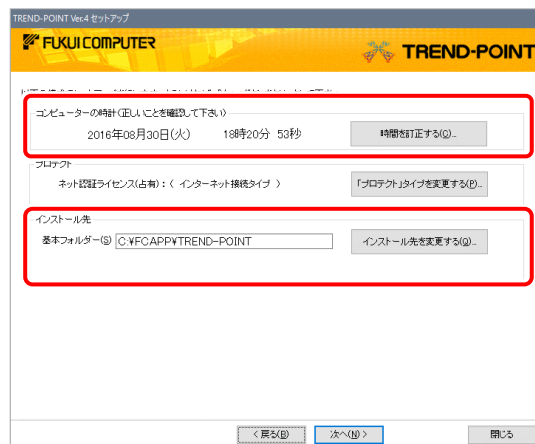 TREND-POINT Ver.4 セットアップ
FUKUI COMPUTER
TREND-POINT
コンピューターの時計(正しいことを確認して下さい)
2016年08月30日(火) 18時20分 53秒
時間を訂正する(O)...
プロテクト
ネット認証ライセンス(占有) : ( インターネット接続タイプ )
「プロテクト」タイプを変更する(P)...
インストール先
基本フォルダー(S) C:¥FCAPP¥TREND-POINT
インストール先を変更する(Q)...
< 戻る(B) 次へ(N) > 閉じる